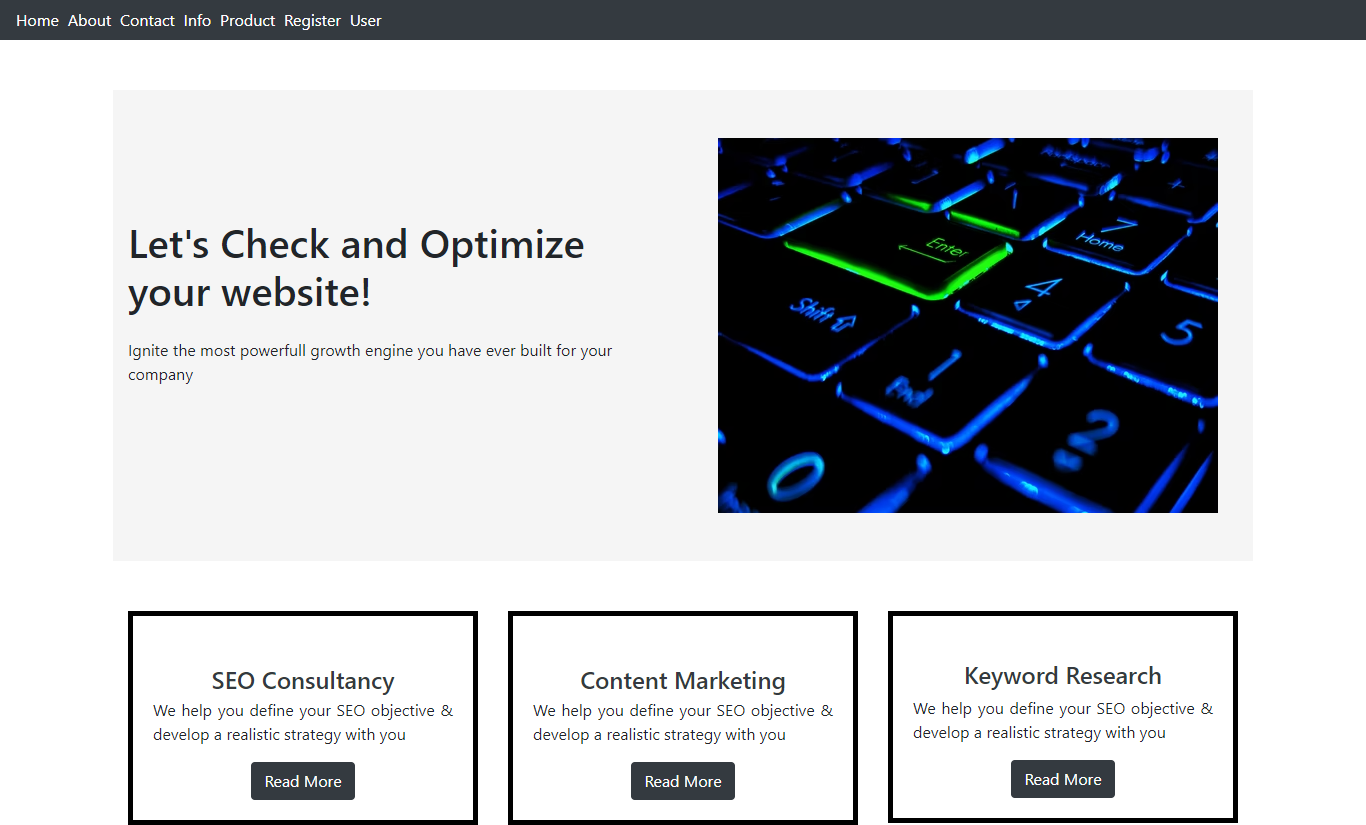 Home About Contact Info Product Register User
Let's Check and Optimize
your website!
Ignite the most powerfull growth engine you have ever built for your
company
Enter
Home
7
4
Shift
5
1
End
2
0
SEO Consultancy
We help you define your SEO objective &
develop a realistic strategy with you
Read More
Content Marketing
We help you define your SEO objective &
develop a realistic strategy with you
Read More
Keyword Research
We help you define your SEO objective &
develop a realistic strategy with you
Read More